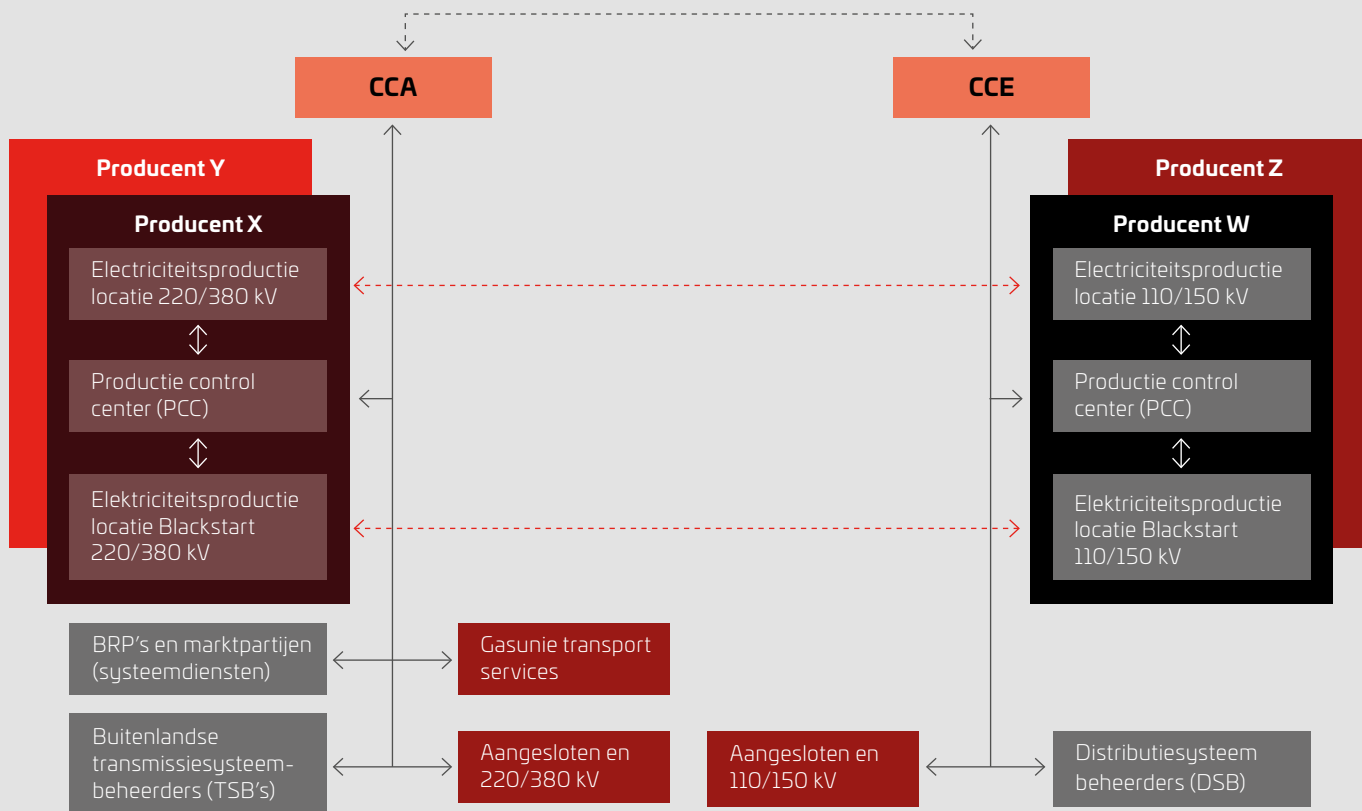 CCA
CCE
Producent Y
Producent X
Electriciteitsproductie
locatie 220/380 kV
Productie control
center (PCC)
Elektriciteitsproductie
locatie Blackstart
220/380 kV
Producent Z
Producent W
Electriciteitsproductie
locatie 110/150 kV
Productie control
center (PCC)
Elektriciteitsproductie
locatie Blackstart
110/150 kV
BRP's en marktpartijen
(systeemdiensten)
Gasunie transport
services
Buitenlandse
transmissiesysteem-
beheerders (TSB's)
Aangesloten en
220/380 kV
Aangesloten en
110/150 kV
Distributiesysteem
beheerders (DSB)